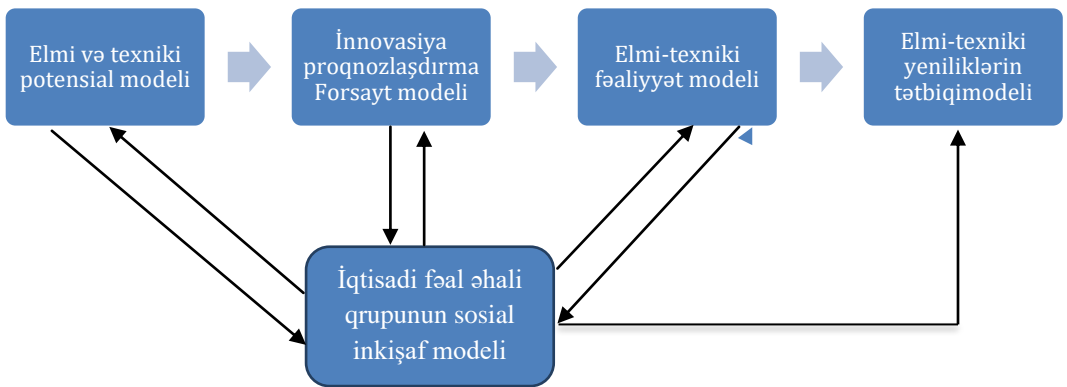 Elmi və texniki
potensial modeli
İnnovasiya
proqnozlaşdırma
Forsayt modeli
Elmi-texniki
fəaliyyət modeli
Elmi-texniki
yeniliklərin
tətbiqimodeli
İqtisadi fəal əhali
qrupunun sosial
inkişaf modeli